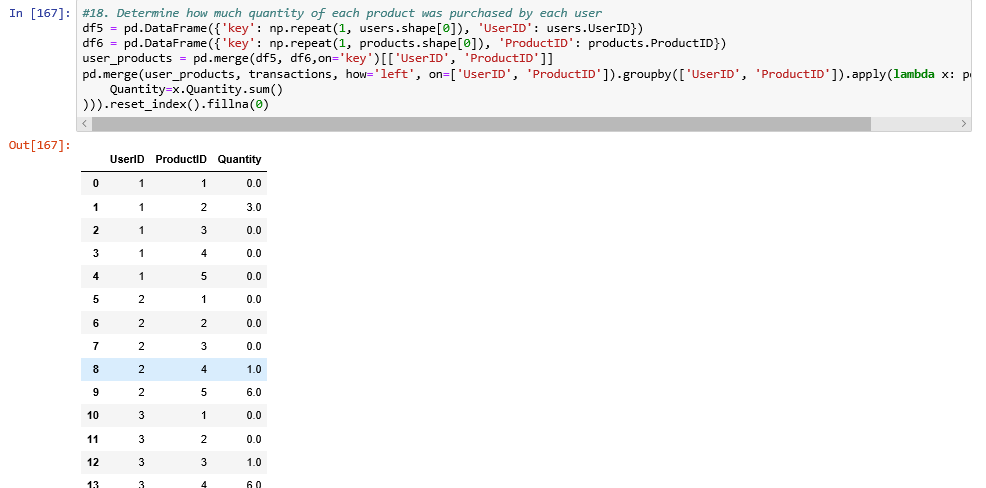 In [167]: #18. Determine how much quantity of each product was purchased by each user
df5 = pd.DataFrame({'key': np.repeat(1, users.shape[0]), 'UserID': users.UserID})
df6 = pd.DataFrame({'key': np.repeat(1, products.shape[0]), 'ProductID': products.ProductID})
user_products = pd.merge(df5, df6,on='key')[['UserID', 'ProductID']]
pd.merge(user_products, transactions, how='left', on=['UserID', 'ProductID']).groupby(['UserID', 'ProductID']).apply(lambda x:
Quantity=x.Quantity.sum()
))).reset_index().fillna(0)
Out[167]:
UserID ProductID Quantity
0 1 1 0.0
1 1 2 3.0
2 1 3 0.0
3 1 4 0.0
4 1 5 0.0
5 2 1 0.0
6 2 2 0.0
7 2 3 0.0
8 2 4 1.0
9 2 5 6.0
10 3 1 0.0
11 3 2 0.0
12 3 3 1.0
13 3 4 6.0